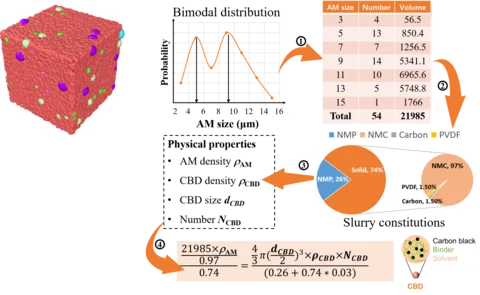 Bimodal distribution
Probability
2 4 6 8 10 12 14 16
AM size (μm)
①
AM size Number Volume
3 4 56.5
5 13 850.4
7 7 1256.5
9 14 5341.1
11 10 6965.6
13 5 5748.8
15 1 1766
Total 54 21985
②
NMP NMC Carbon PVDF
NMP, 26%
Solid, 74%
NMC, 97%
PVDF, 1.50%
Carbon, 1.50%
Slurry constitutions
③
Physical properties
• AM density ρAM
• CBD density ρCBD
• CBD size dCBD
• Number NCBD
④
21985×ρAM
0.97
0.74
= 4/3 π(dCBD/2)³×ρCBD×NCBD
(0.26 + 0.74 ∗ 0.03)
Carbon black
Binder
Solvent
CBD